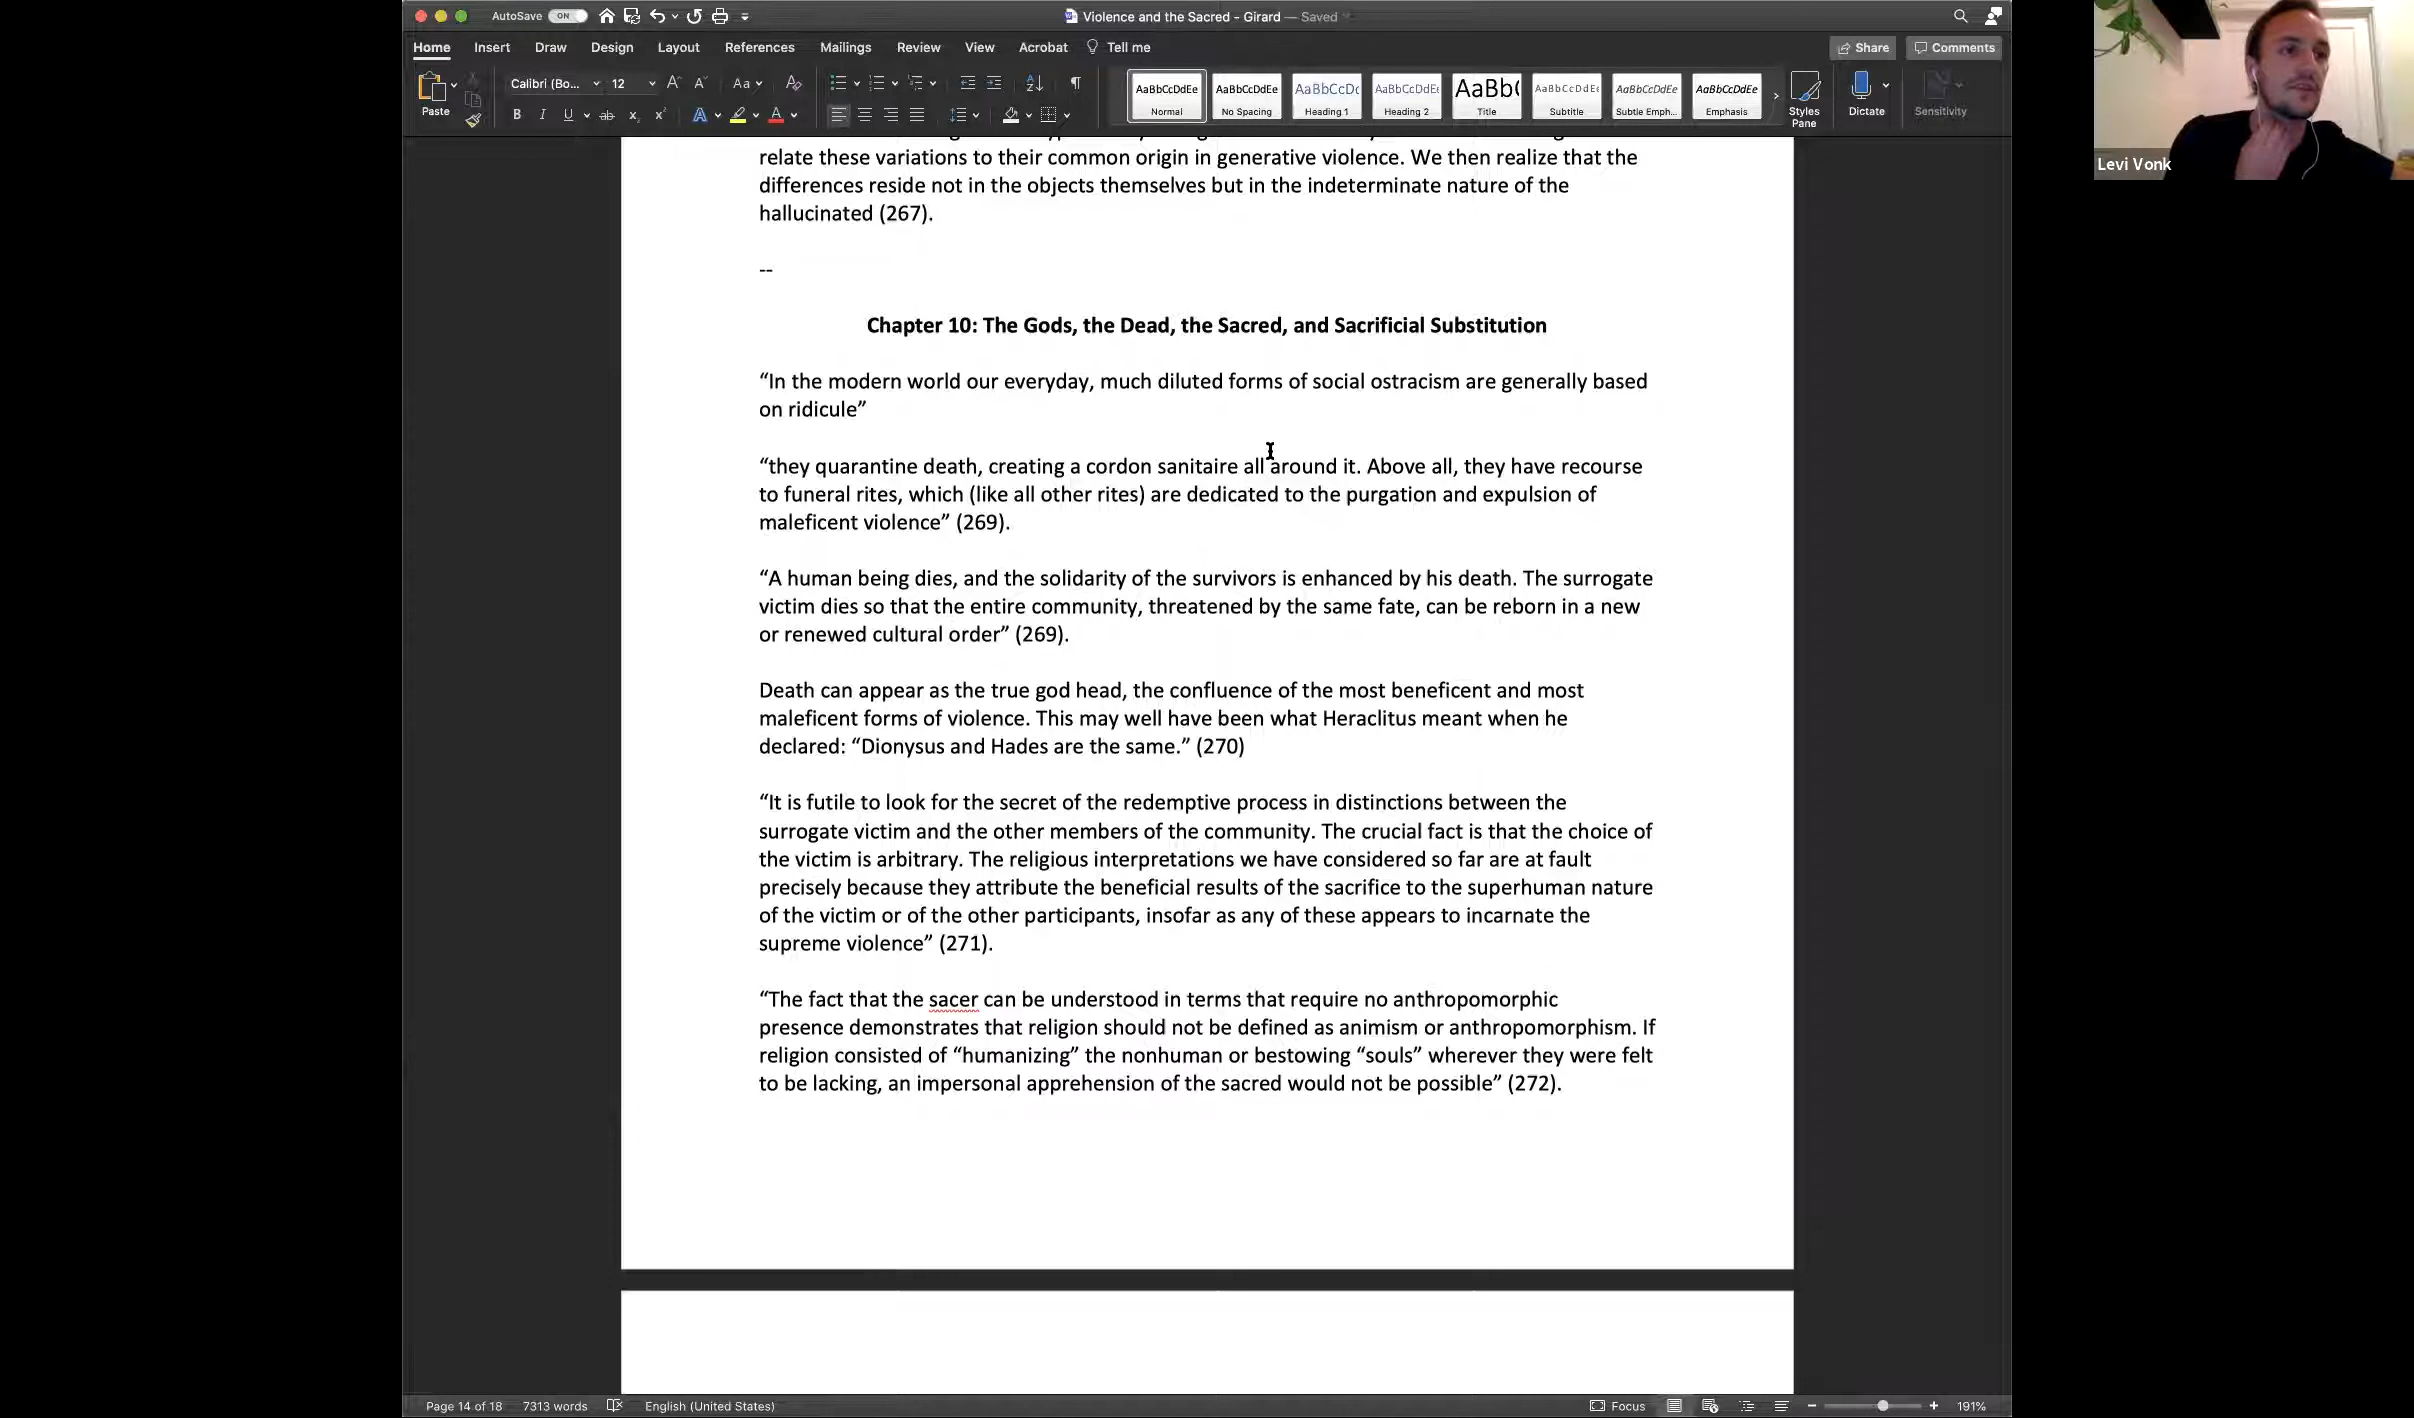 AutoSave ON
Violence and the Sacred - Girard — Saved
Home Insert Draw Design Layout References Mailings Review View Acrobat Tell me
Share Comments
Paste
Calibri (Bo... 12
AaBbCcDdEe AaBbCcDdEe AaBbCcDc AaBbCcDdEe AaBb( AaBbCcDdEe AaBbCcDdEe AaBbCcDdEe
Normal No Spacing Heading 1 Heading 2 Title Subtitle Subtle Emph... Emphasis
Styles Pane
Dictate
Sensitivity
Levi Vonk
relate these variations to their common origin in generative violence. We then realize that the
differences reside not in the objects themselves but in the indeterminate nature of the
hallucinated (267).
--
Chapter 10: The Gods, the Dead, the Sacred, and Sacrificial Substitution
“In the modern world our everyday, much diluted forms of social ostracism are generally based
on ridicule”
“they quarantine death, creating a cordon sanitaire all around it. Above all, they have recourse
to funeral rites, which (like all other rites) are dedicated to the purgation and expulsion of
maleficent violence” (269).
“A human being dies, and the solidarity of the survivors is enhanced by his death. The surrogate
victim dies so that the entire community, threatened by the same fate, can be reborn in a new
or renewed cultural order” (269).
Death can appear as the true god head, the confluence of the most beneficent and most
maleficent forms of violence. This may well have been what Heraclitus meant when he
declared: “Dionysus and Hades are the same.” (270)
“It is futile to look for the secret of the redemptive process in distinctions between the
surrogate victim and the other members of the community. The crucial fact is that the choice of
the victim is arbitrary. The religious interpretations we have considered so far are at fault
precisely because they attribute the beneficial results of the sacrifice to the superhuman nature
of the victim or of the other participants, insofar as any of these appears to incarnate the
supreme violence” (271).
“The fact that the sacer can be understood in terms that require no anthropomorphic
presence demonstrates that religion should not be defined as animism or anthropomorphism. If
religion consisted of “humanizing” the nonhuman or bestowing “souls” wherever they were felt
to be lacking, an impersonal apprehension of the sacred would not be possible” (272).
Page 14 of 18 7313 words English (United States) Focus 191%